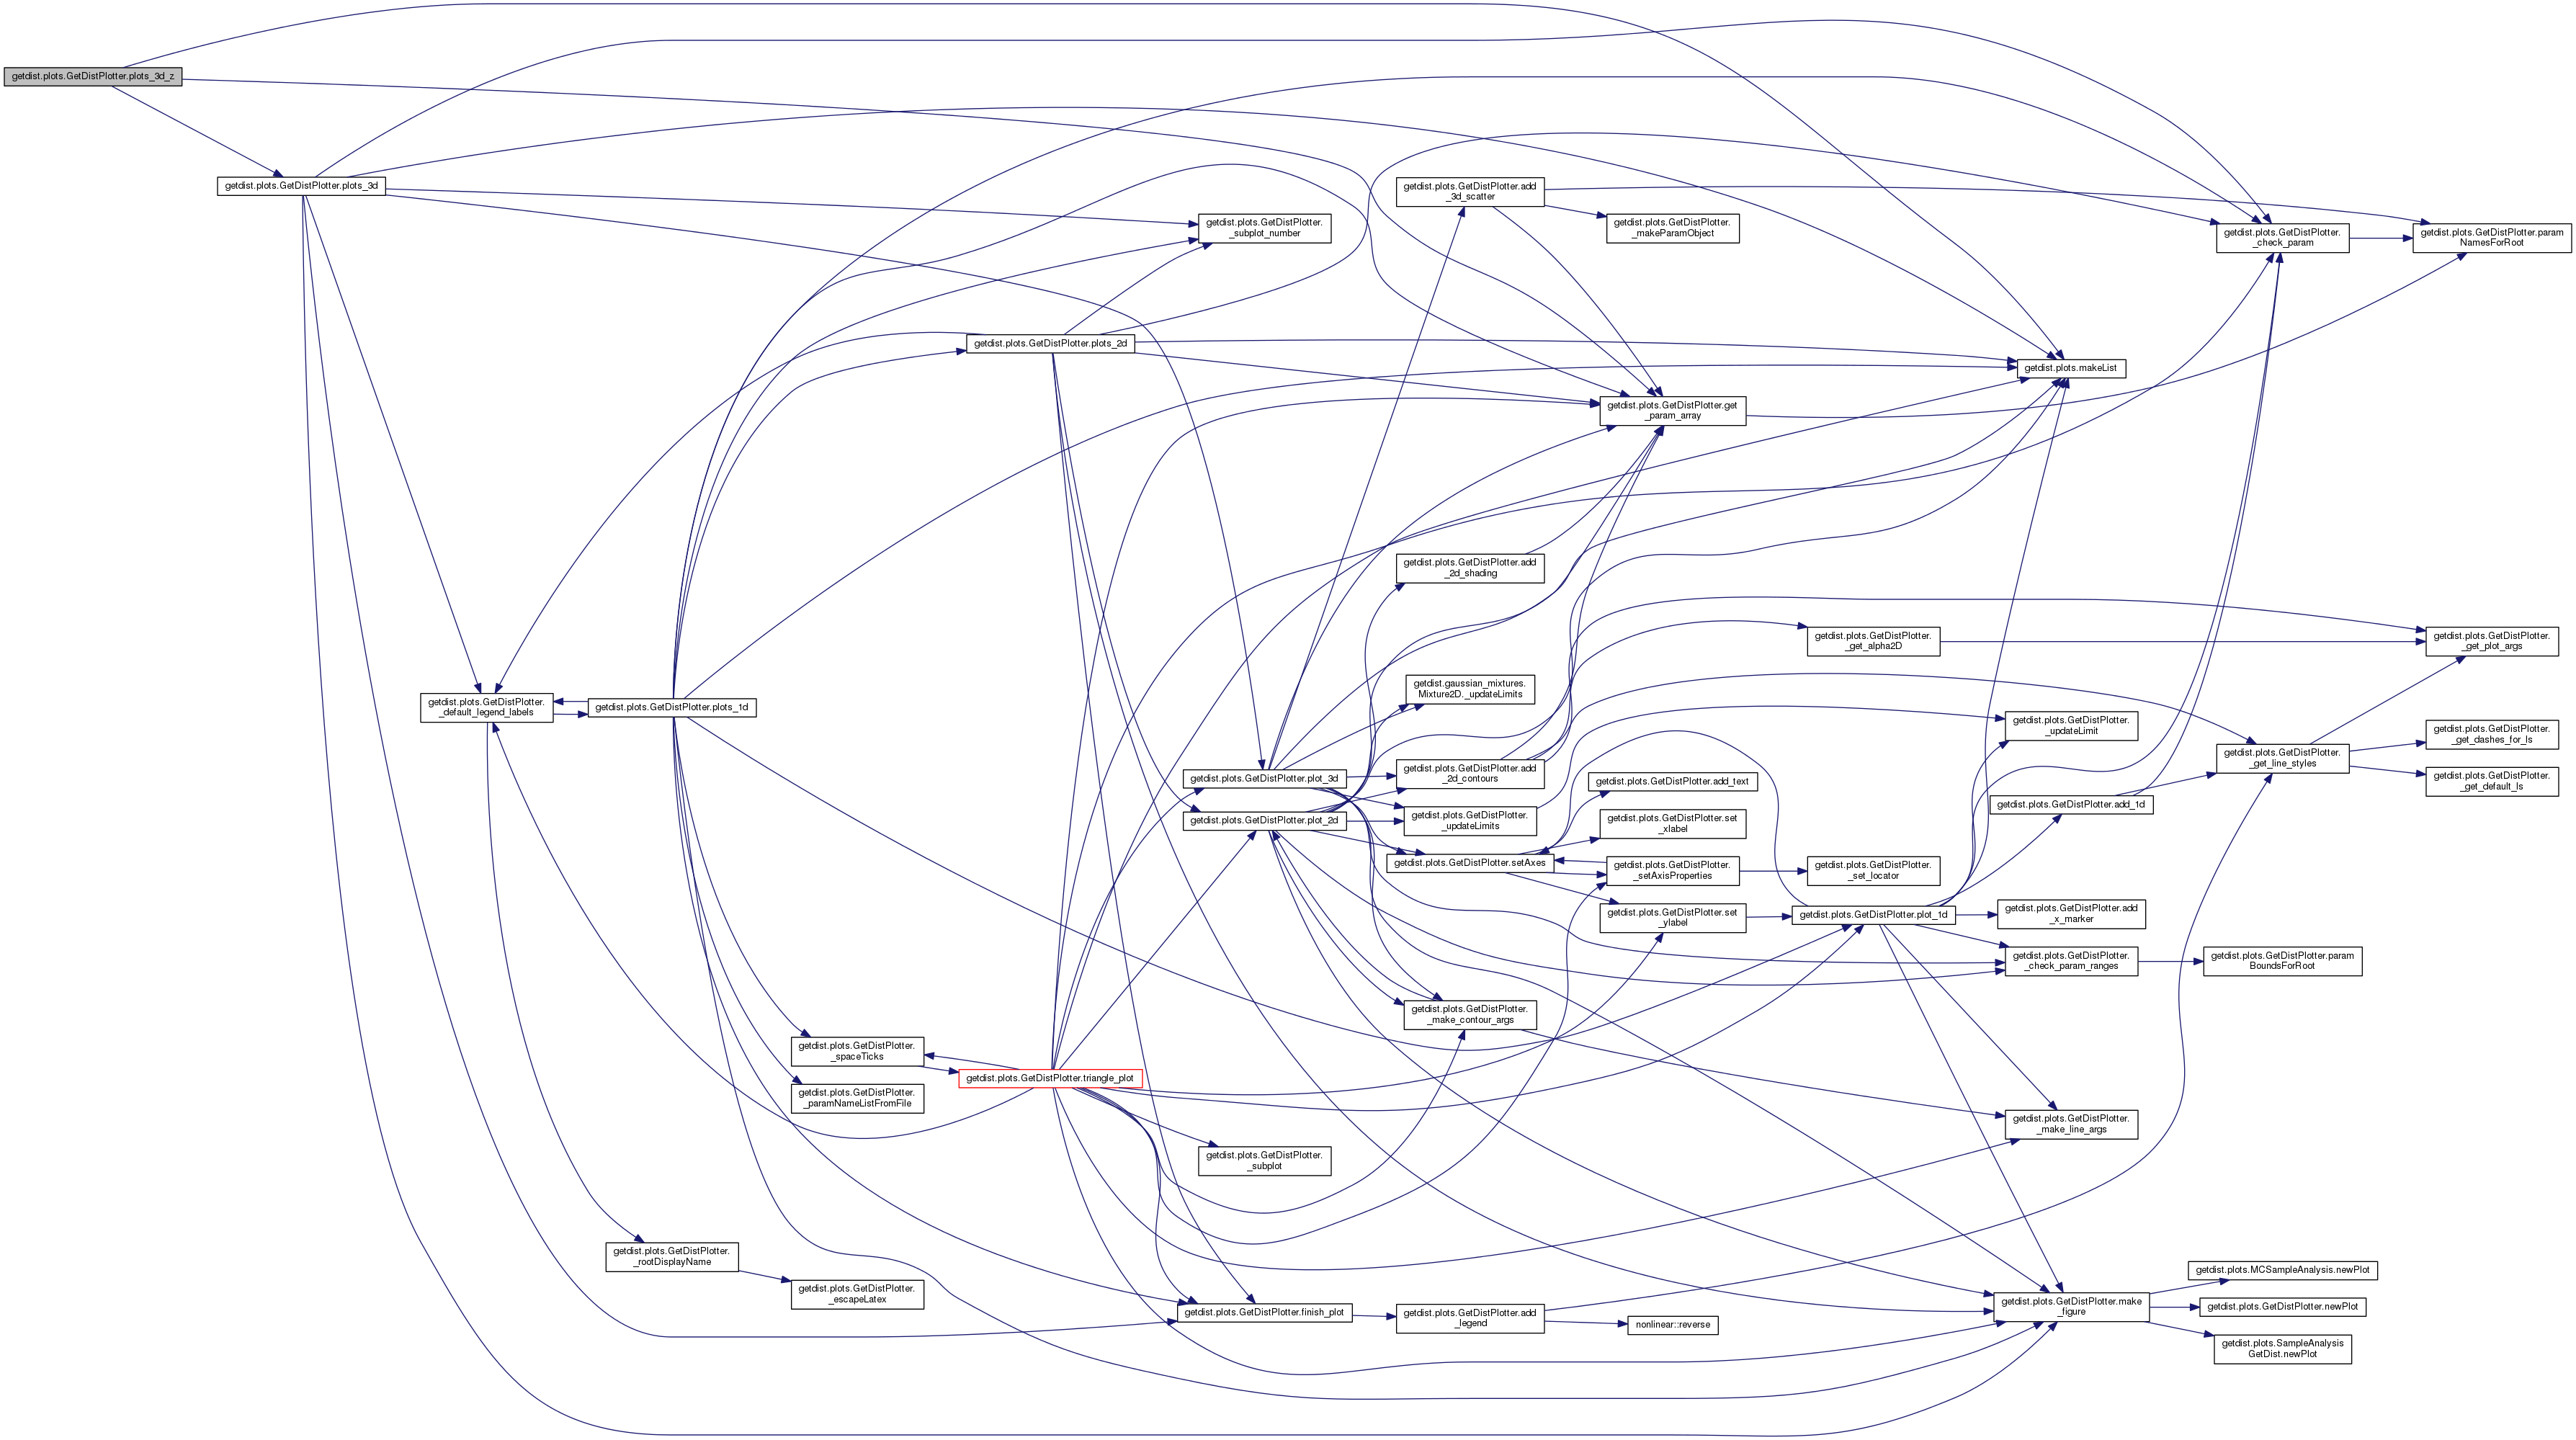 getdist.plots.GetDistPlotter.plots_3d_z
getdist.plots.GetDistPlotter.plots_3d
getdist.plots.GetDistPlotter.
_default_legend_labels
getdist.plots.GetDistPlotter.plots_1d
getdist.plots.GetDistPlotter.
_rootDisplayName
getdist.plots.GetDistPlotter.
_escapeLatex
getdist.plots.GetDistPlotter.
_spaceTicks
getdist.plots.GetDistPlotter.
_paramNameListFromFile
getdist.plots.GetDistPlotter.plots_2d
getdist.plots.GetDistPlotter.triangle_plot
getdist.plots.GetDistPlotter.
_subplot_number
getdist.plots.GetDistPlotter.plot_3d
getdist.plots.GetDistPlotter.plot_2d
getdist.plots.GetDistPlotter.
_subplot
getdist.plots.GetDistPlotter.finish_plot
getdist.plots.GetDistPlotter.add
_3d_scatter
getdist.plots.GetDistPlotter.add
_2d_shading
getdist.gaussian_mixtures.
Mixture2D._updateLimits
getdist.plots.GetDistPlotter.add
_2d_contours
getdist.plots.GetDistPlotter.
_updateLimits
getdist.plots.GetDistPlotter.setAxes
getdist.plots.GetDistPlotter.
_make_contour_args
getdist.plots.GetDistPlotter.add
_legend
getdist.plots.GetDistPlotter.
_makeParamObject
getdist.plots.GetDistPlotter.get
_param_array
getdist.plots.GetDistPlotter.add_text
getdist.plots.GetDistPlotter.set
_xlabel
getdist.plots.GetDistPlotter.
_setAxisProperties
getdist.plots.GetDistPlotter.set
_ylabel
nonlinear::reverse
getdist.plots.GetDistPlotter.
_get_alpha2D
getdist.plots.GetDistPlotter.
_set_locator
getdist.plots.GetDistPlotter.plot_1d
getdist.plots.makeList
getdist.plots.GetDistPlotter.
_updateLimit
getdist.plots.GetDistPlotter.add_1d
getdist.plots.GetDistPlotter.add
_x_marker
getdist.plots.GetDistPlotter.
_check_param_ranges
getdist.plots.GetDistPlotter.
_make_line_args
getdist.plots.GetDistPlotter.make
_figure
getdist.plots.GetDistPlotter.
_check_param
getdist.plots.GetDistPlotter.
_get_line_styles
getdist.plots.GetDistPlotter.param
BoundsForRoot
getdist.plots.MCSampleAnalysis.newPlot
getdist.plots.GetDistPlotter.newPlot
getdist.plots.SampleAnalysis
GetDist.newPlot
getdist.plots.GetDistPlotter.param
NamesForRoot
getdist.plots.GetDistPlotter.
_get_plot_args
getdist.plots.GetDistPlotter.
_get_dashes_for_ls
getdist.plots.GetDistPlotter.
_get_default_ls